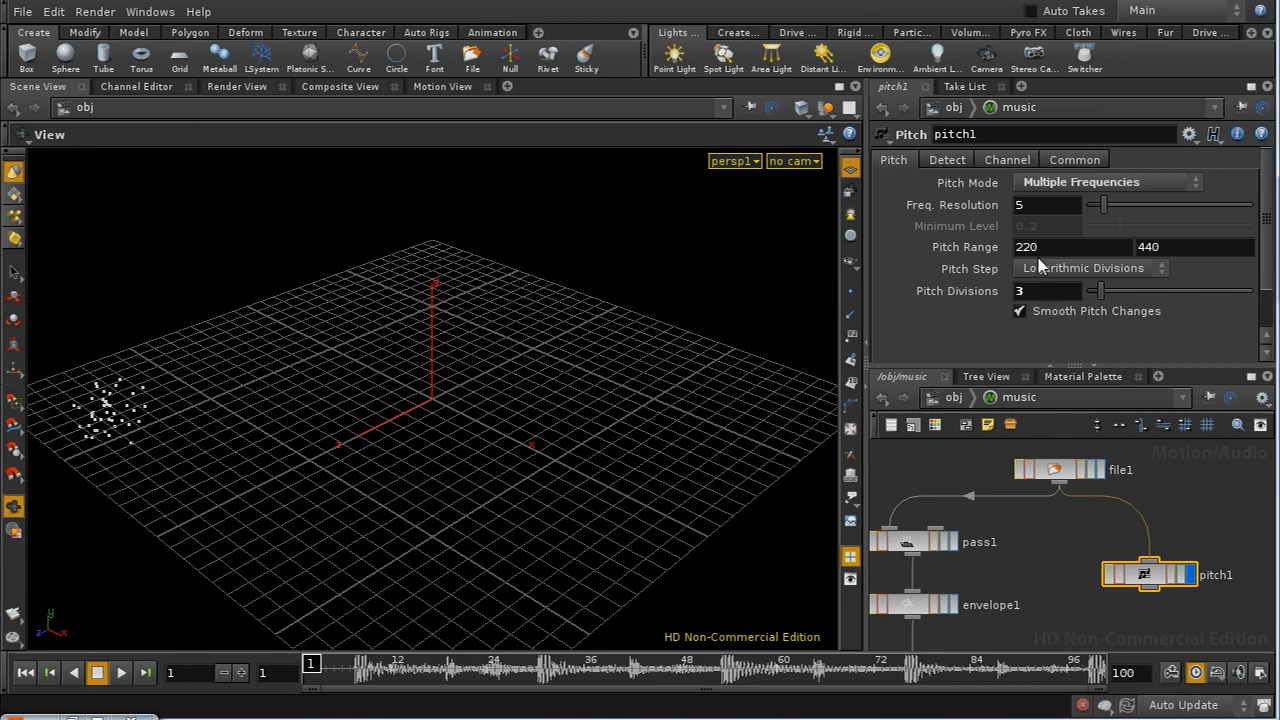 File Edit Render Windows Help Auto Takes Main
Create Modify Model Polygon Deform Texture Character Auto Rigs Animation Lights ... Create... Drive ... Rigid ... Partic... Volum... Pyro FX Cloth Wires Fur Drive ...
Box Sphere Tube Torus Grid Metaball LSystem Platonic S... Curve Circle Font File Null Rivet Sticky Point Light Spot Light Area Light Distant Li... Environm... Ambient L... Camera Stereo Ca... Switcher
Scene View Channel Editor Render View Composite View Motion View pitch1 Take List
obj obj music
View Pitch pitch1
persp1 no cam Pitch Detect Channel Common
Pitch Mode Multiple Frequencies
Freq. Resolution 5
Minimum Level 0.2
Pitch Range 220 440
Pitch Step
Divisions
Pitch Divisions 3
Smooth Pitch Changes
/obj/music Tree View Material Palette
obj music
Motion/Audio
file1
pass1
pitch1
envelope1
y
z x
z x
HD Non-Commercial Edition HD Non-Commercial Edition
1 1 1 12 24 36 48 60 72 84 96 100
Auto Update